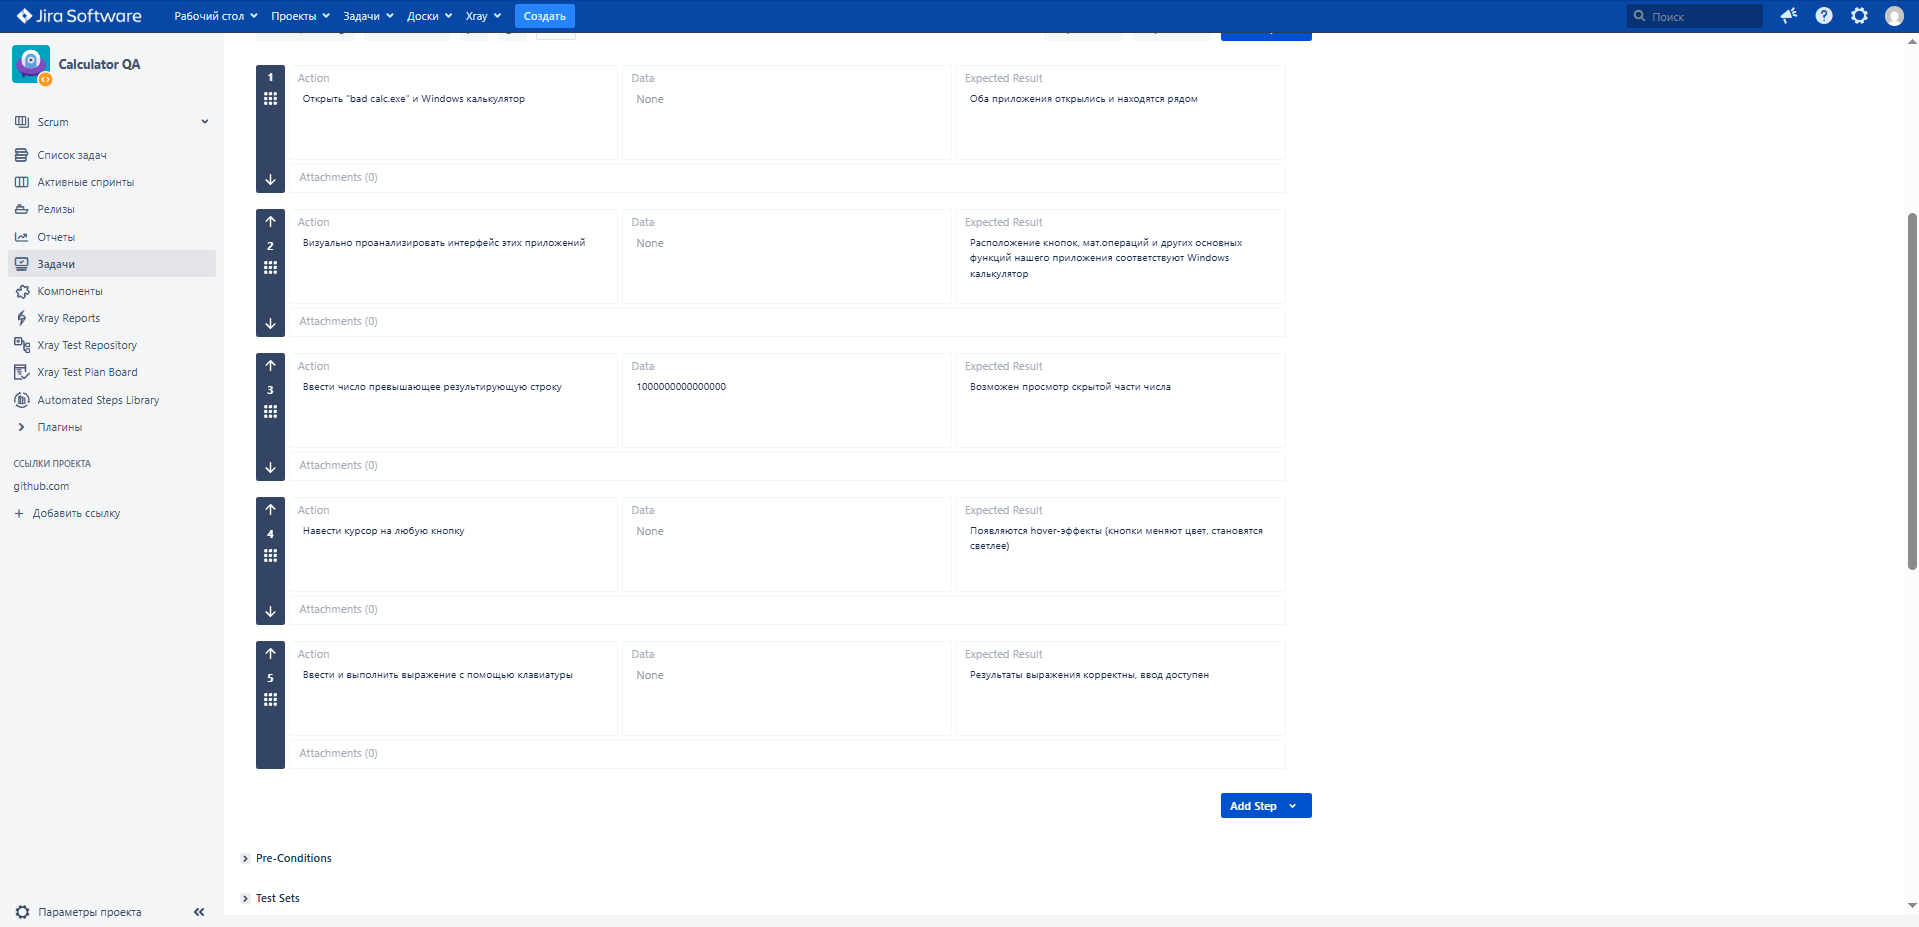 Jira Software
Рабочий стол
Проекты
Задачи
Доски
Xray
Создать
Поиск
Calculator QA
Scrum
Список задач
Активные спринты
Релизы
Отчеты
Задачи
Компоненты
Xray Reports
Xray Test Repository
Xray Test Plan Board
Automated Steps Library
Плагины
ССЫЛКИ ПРОЕКТА
github.com
+ Добавить ссылку
Параметры проекта
1
Action
Открыть "bad calc.exe" и Windows калькулятор
Data
None
Expected Result
Оба приложения открылись и находятся рядом
Attachments (0)
2
Action
Визуально проанализировать интерфейс этих приложений
Data
None
Expected Result
Расположение кнопок, мат.операций и других основных
функций нашего приложения соответствуют Windows
калькулятор
Attachments (0)
3
Action
Ввести число превышающее результирующую строку
Data
1000000000000000
Expected Result
Возможен просмотр скрытой части числа
Attachments (0)
4
Action
Навести курсор на любую кнопку
Data
None
Expected Result
Появляются hover-эффекты (кнопки меняют цвет, становятся
светлее)
Attachments (0)
5
Action
Ввести и выполнить выражение с помощью клавиатуры
Data
None
Expected Result
Результаты выражения корректны, ввод доступен
Attachments (0)
Add Step
Pre-Conditions
Test Sets